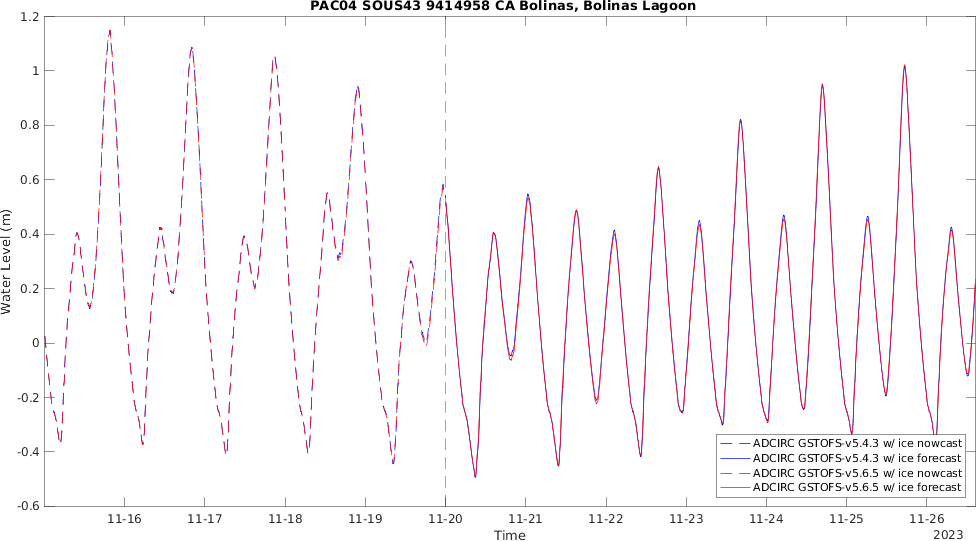 PAC04 SOUS43 9414958 CA Bolinas, Bolinas Lagoon
1.2
1
0.8
0.6
0.4
0.2
0
-0.2
-0.4
-0.6
Water Level (m)
11-16 11-17 11-18 11-19 11-20 11-21 11-22 11-23 11-24 11-25 11-26
Time
2023
ADCIRC GSTOFS-v5.4.3 w/ ice nowcast
ADCIRC GSTOFS-v5.4.3 w/ ice forecast
ADCIRC GSTOFS-v5.6.5 w/ ice nowcast
ADCIRC GSTOFS-v5.6.5 w/ ice forecast